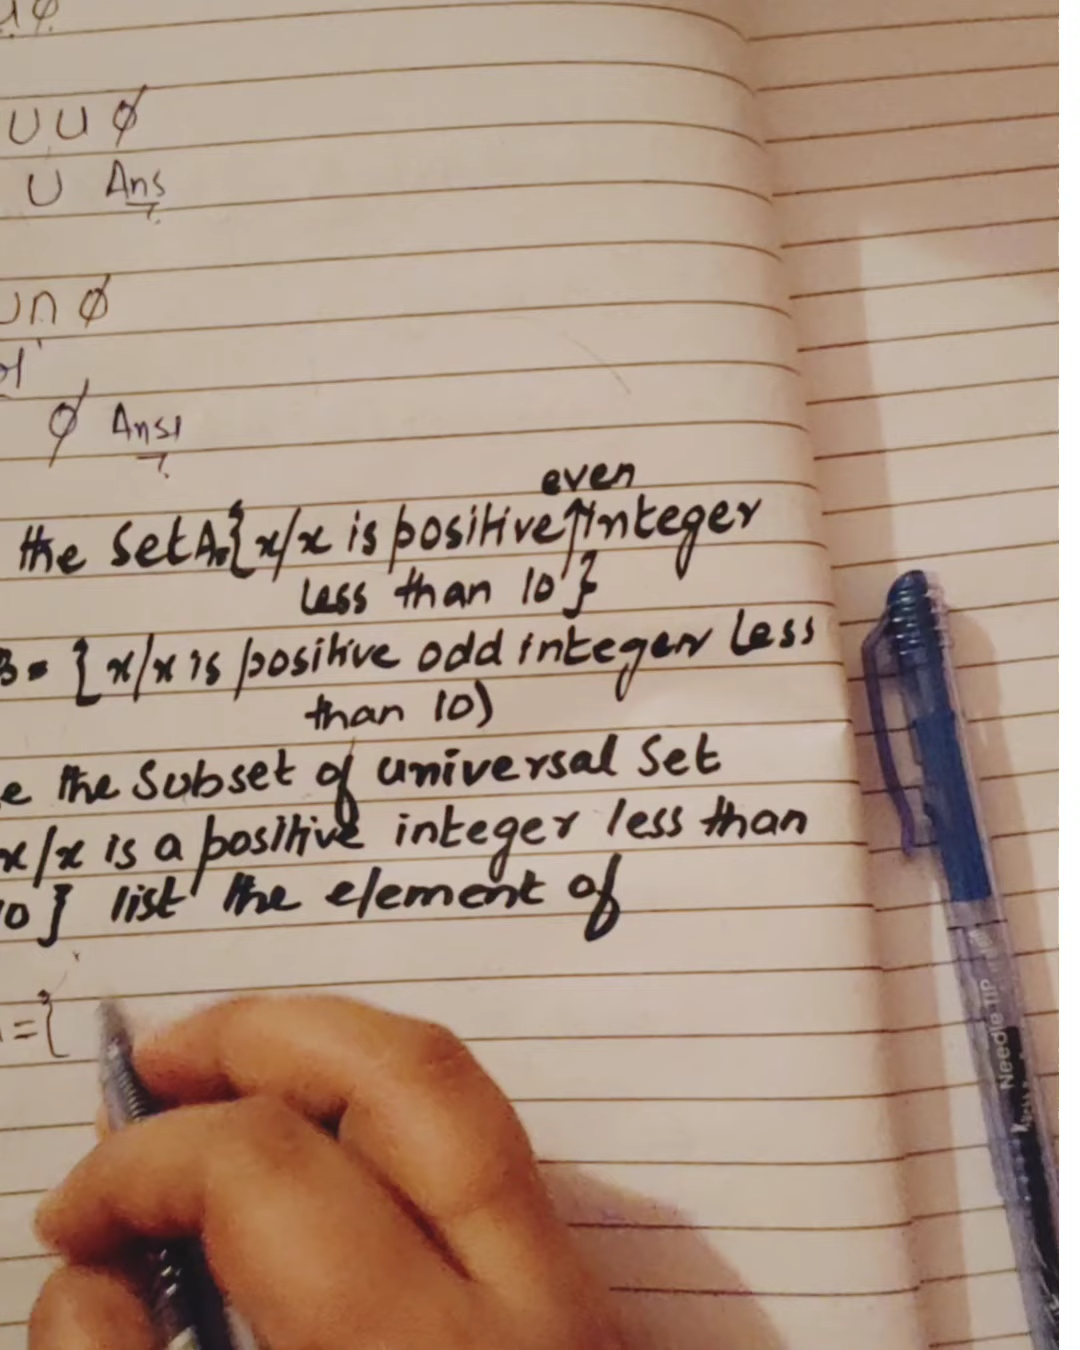 U U ∅
U Ans
∩ ∅
∅ Ans
even
the Set A={x/x is positive↑integer
less than 10}
B = {x/x is positive odd integer less
than 10)
the Subset of universal Set
x/x is a positive integer less than
10} list the element of
={
Needle TIP